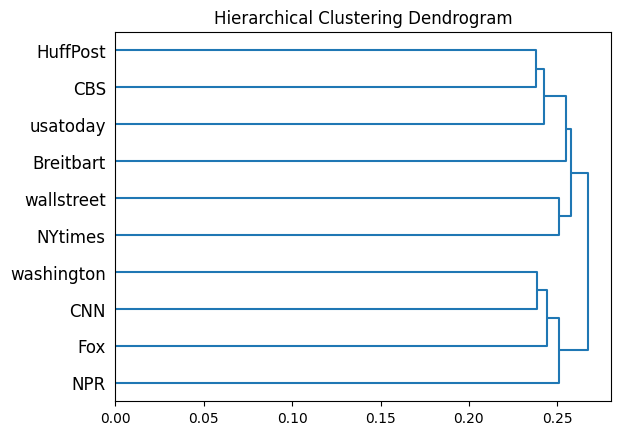 Hierarchical Clustering Dendrogram
HuffPost
CBS
usatoday
Breitbart
wallstreet
NYtimes
washington
CNN
Fox
NPR
0.00 0.05 0.10 0.15 0.20 0.25